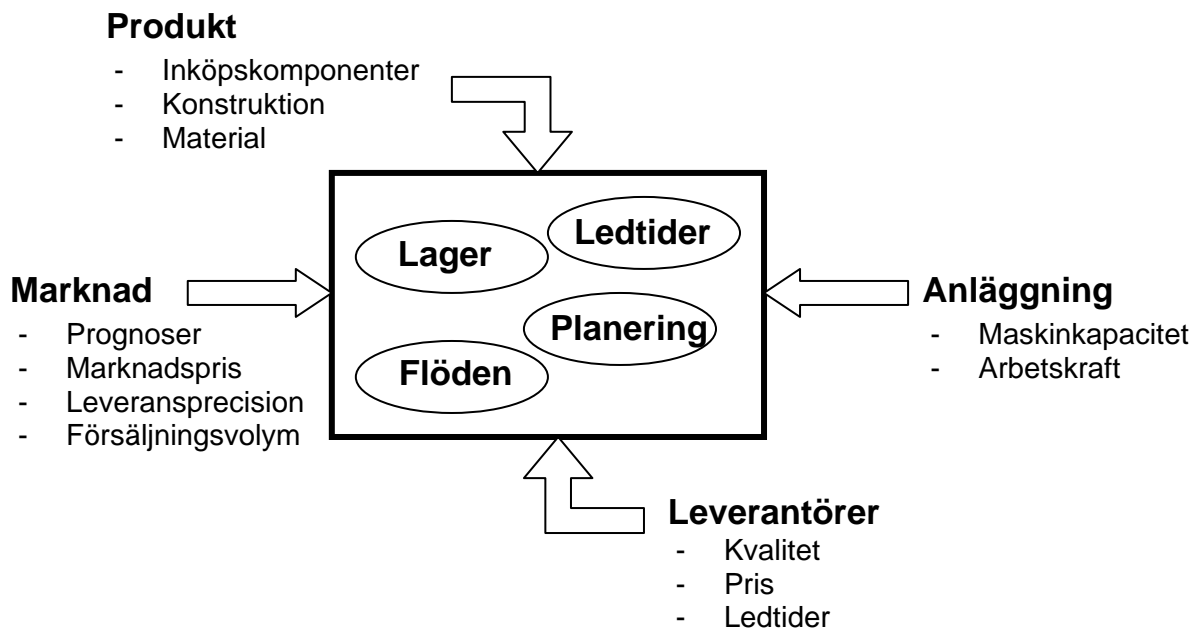 Produkt
- Inköpskomponenter
- Konstruktion
- Material
Lager
Ledtider
Planering
Flöden
Marknad
- Prognoser
- Marknadspris
- Leveransprecision
- Försäljningsvolym
Anläggning
- Maskinkapacitet
- Arbetskraft
Leverantörer
- Kvalitet
- Pris
- Ledtider